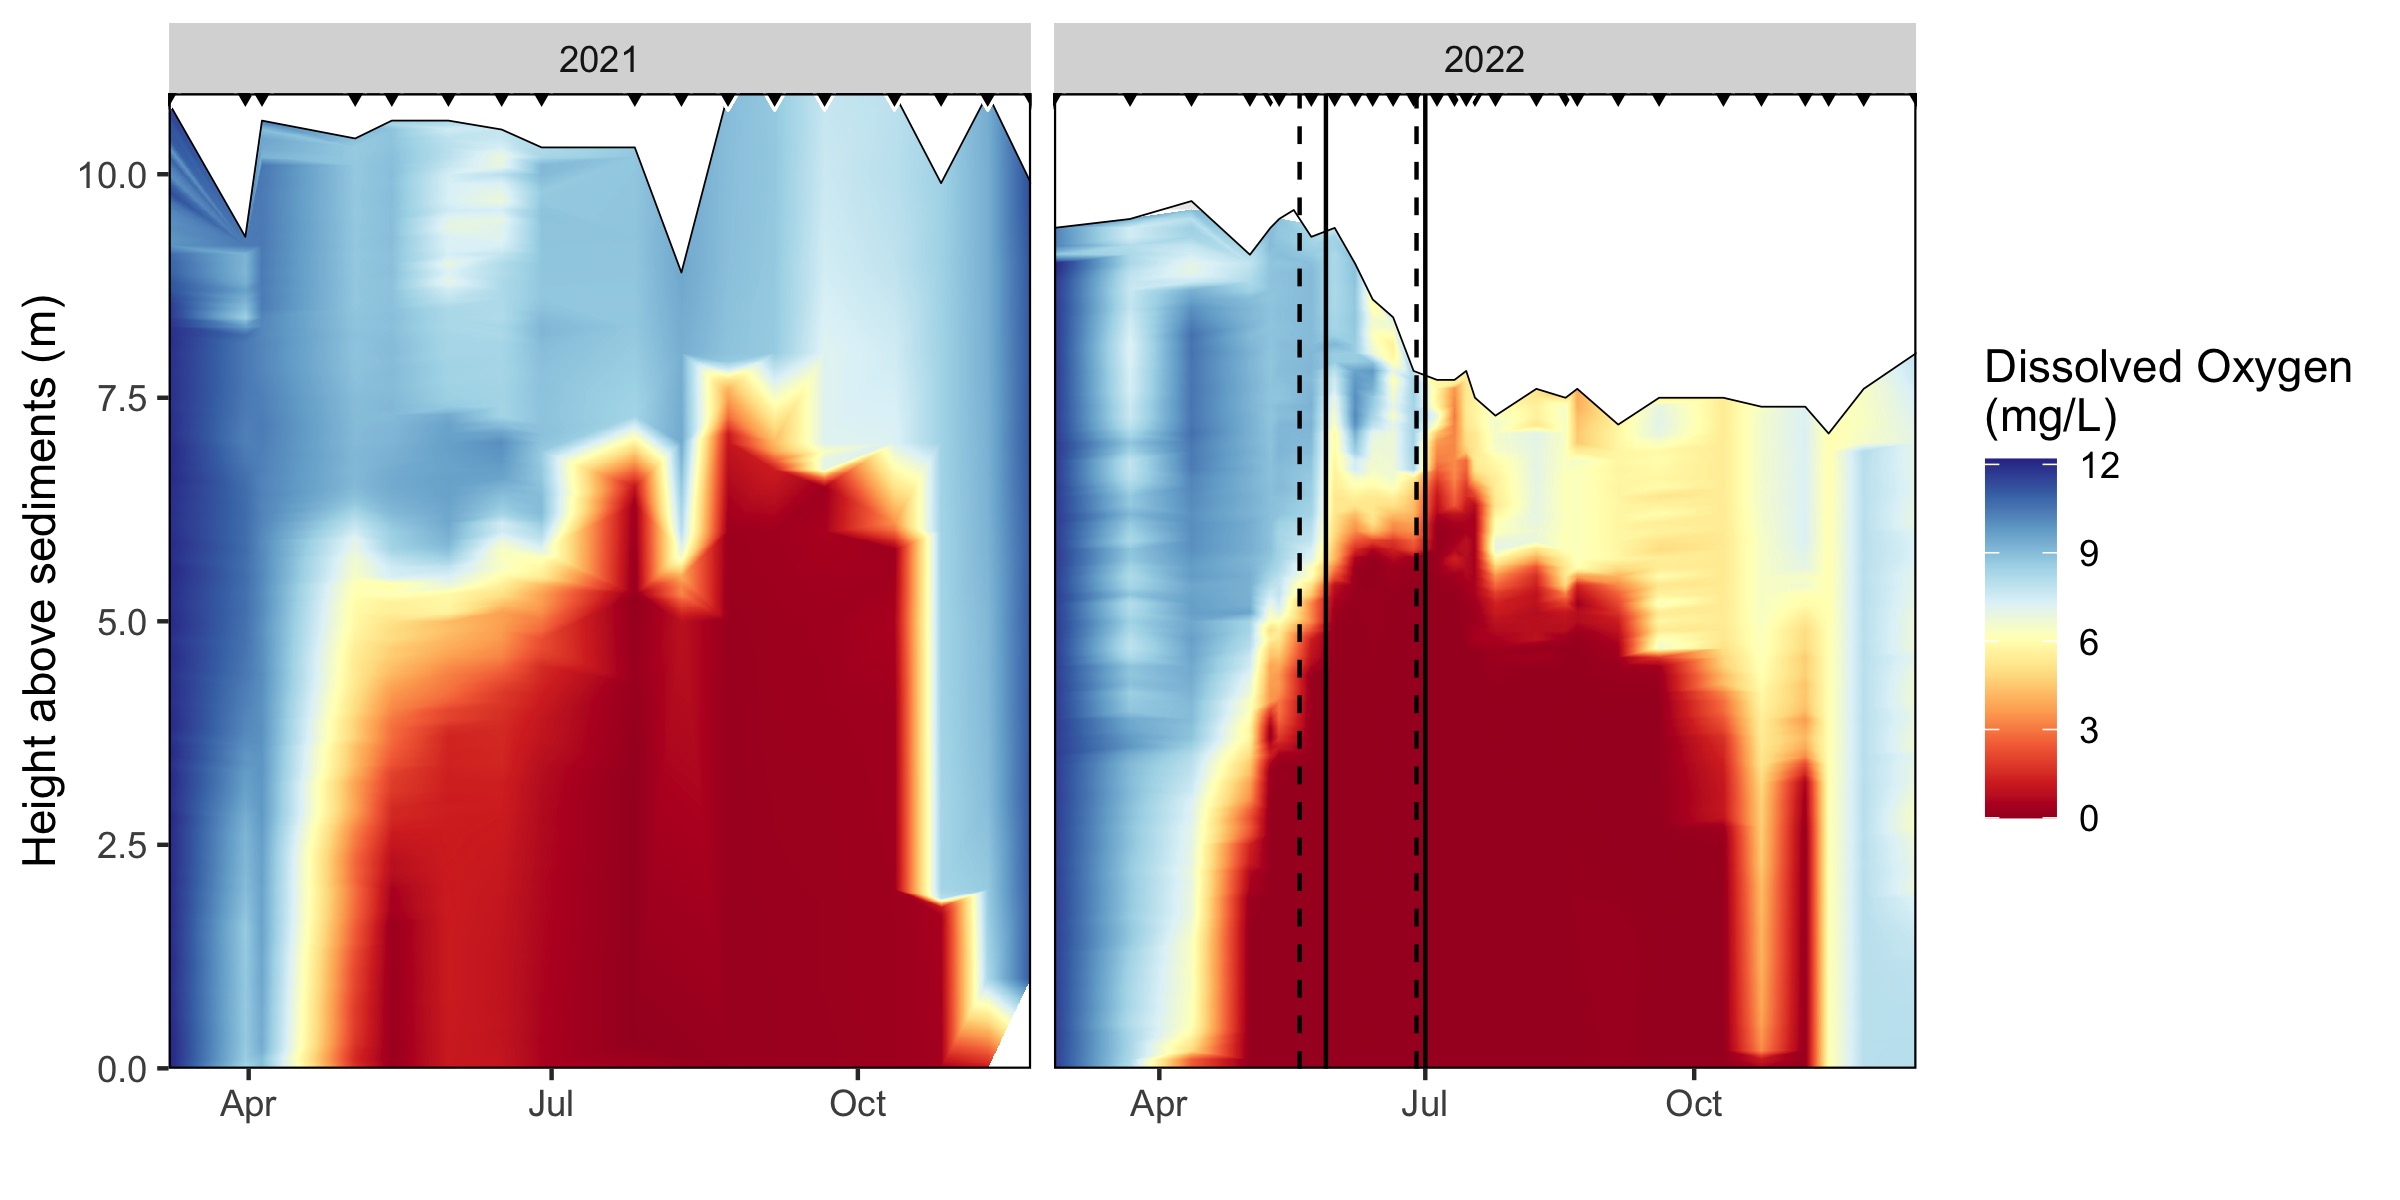 2021
2022
Height above sediments (m)
10.0
7.5
5.0
2.5
0.0
Apr
Jul
Oct
Apr
Jul
Oct
Dissolved Oxygen
(mg/L)
12
9
6
3
0